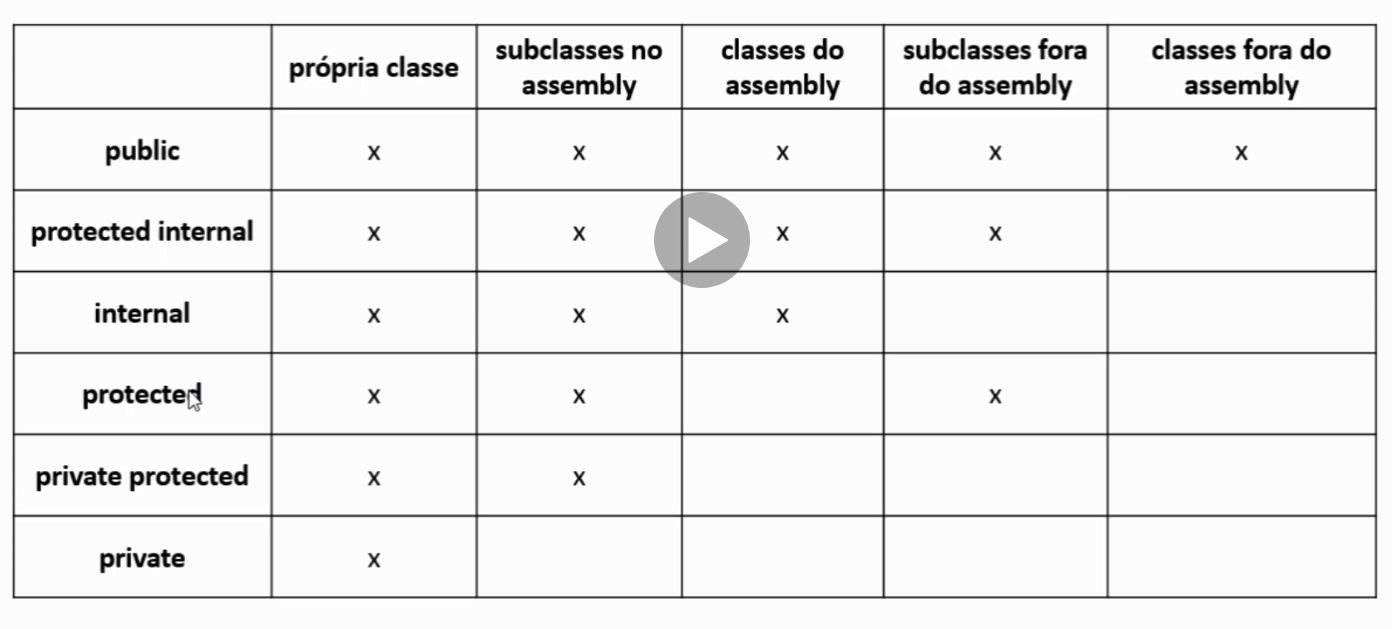 própria classe
subclasses no
assembly
classes do
assembly
subclasses fora
do assembly
classes fora do
assembly
public x x x x x
protected internal x x x x
internal x x x
protected x x x
private protected x x
private x